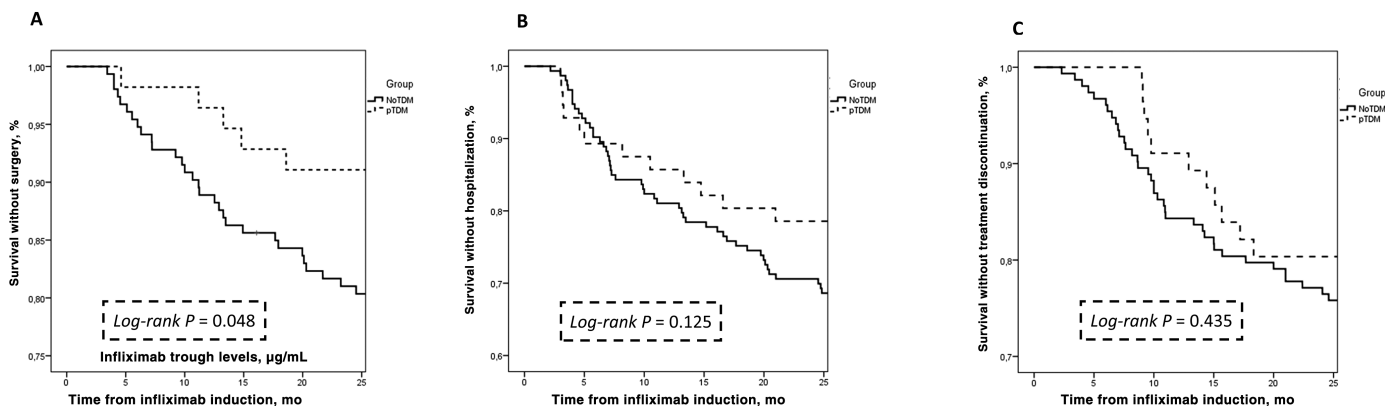 A
Survival without surgery, %
1,00
0,95
0,90
0,85
0,80
0,75
Group
NoTDM
pTDM
Log-rank P = 0.048
Infliximab trough levels, µg/mL
0 5 10 15 20 25
Time from infliximab induction, mo
B
Survival without hospitalization, %
1,0
0,9
0,8
0,7
0,6
Group
NoTDM
pTDM
Log-rank P = 0.125
0 5 10 15 20 25
Time from infliximab induction, mo
C
Survival without treatment discontinuation, %
1,0
0,9
0,8
0,7
Group
NoTDM
pTDM
Log-rank P = 0.435
0 5 10 15 20 25
Time from infliximab induction, mo